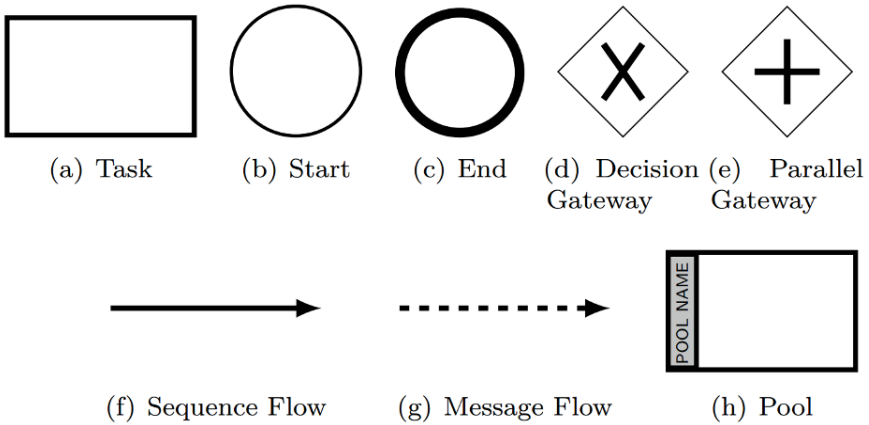 (a) Task
(b) Start
(c) End
(d) Decision
Gateway
(e) Parallel
Gateway
POOL NAME
(f) Sequence Flow
(g) Message Flow
(h) Pool